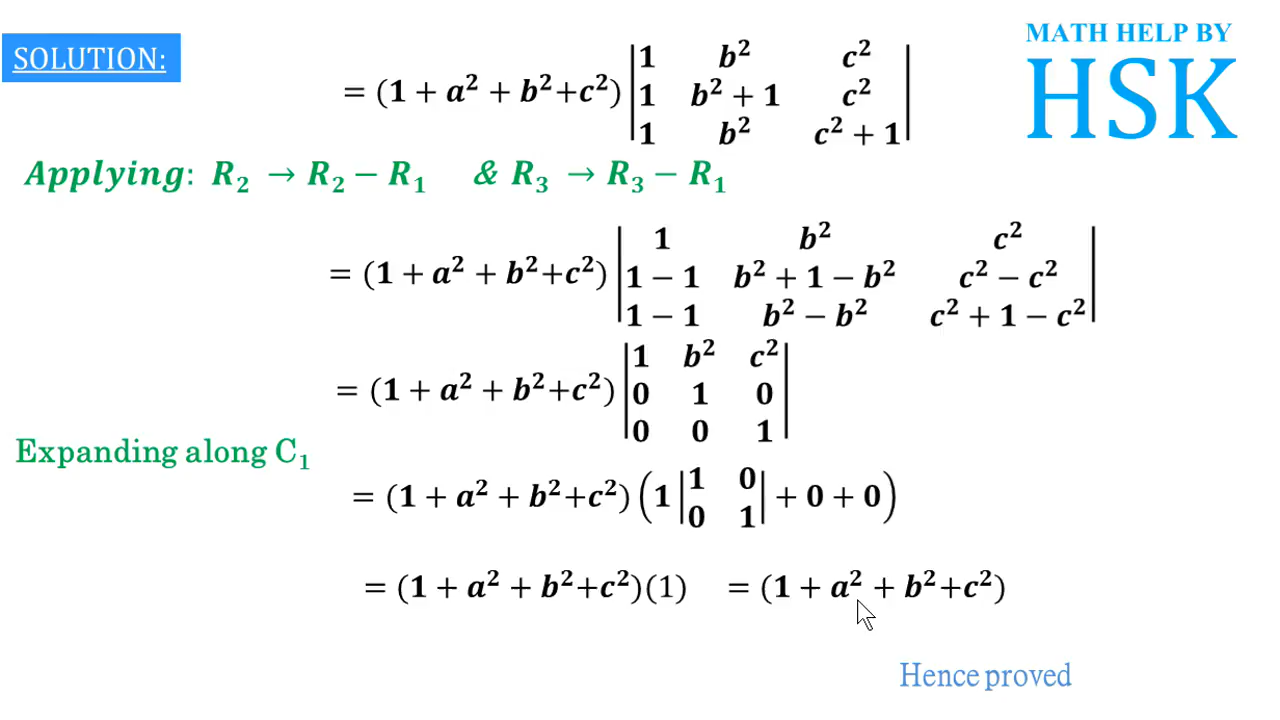 MATH HELP BY
HSK
SOLUTION:
= (1 + a² + b²+c²) | 1 b² c² |
| 1 b² + 1 c² |
| 1 b² c² + 1 |
Applying: R₂ → R₂ − R₁ & R₃ → R₃ − R₁
= (1 + a² + b²+c²) | 1 b² c² |
| 1 − 1 b² + 1 − b² c² − c² |
| 1 − 1 b² − b² c² + 1 − c² |
= (1 + a² + b²+c²) | 1 b² c² |
| 0 1 0 |
| 0 0 1 |
Expanding along C₁
= (1 + a² + b²+c²) ( 1 | 1 0 | + 0 + 0 )
| 0 1 |
= (1 + a² + b²+c²)(1) = (1 + a² + b²+c²)
Hence proved